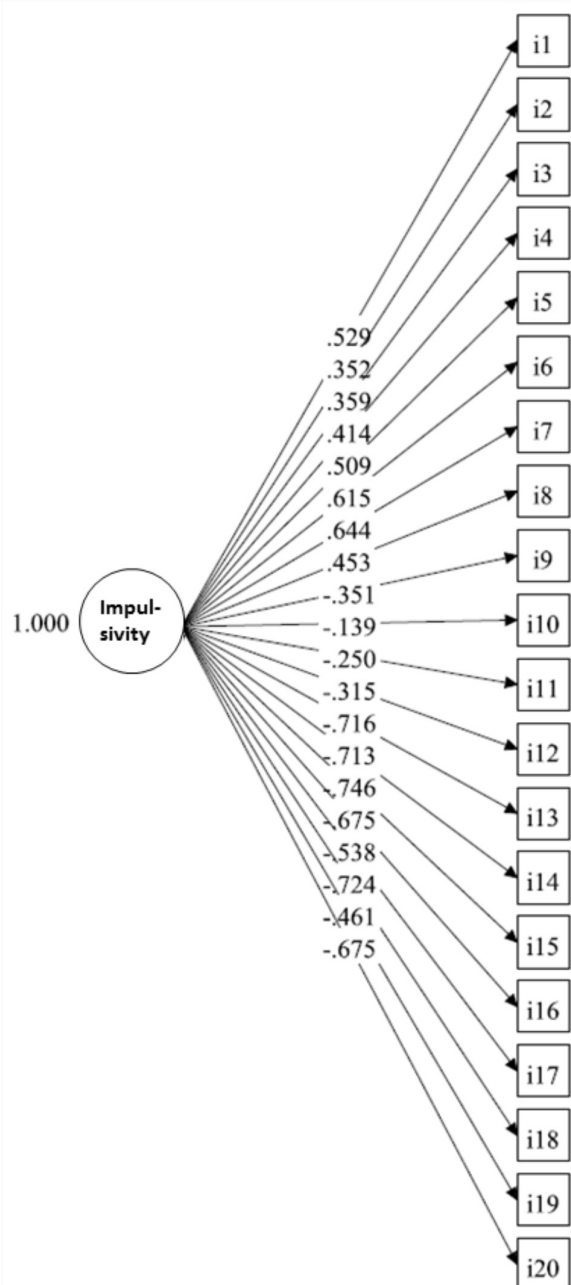 i1
i2
i3
i4
i5
i6
i7
i8
i9
i10
i11
i12
i13
i14
i15
i16
i17
i18
i19
i20
.529
.352
.359
.414
.509
.615
.644
.453
-.351
-.139
-.250
-.315
-.716
-.713
-.746
-.675
-.538
-.724
-.461
-.675
1.000
Impul-
sivity